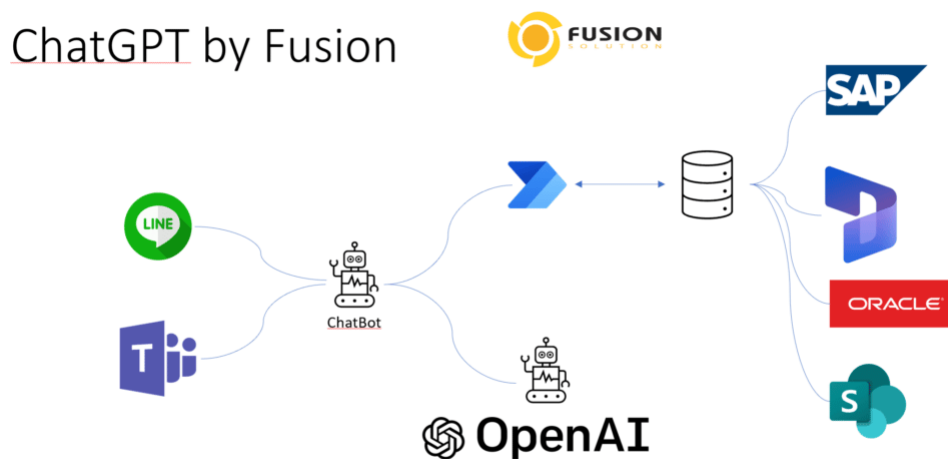 ChatGPT by Fusion
FUSION
SOLUTION
SAP
LINE
ChatBot
T
ORACLE
S
OpenAI